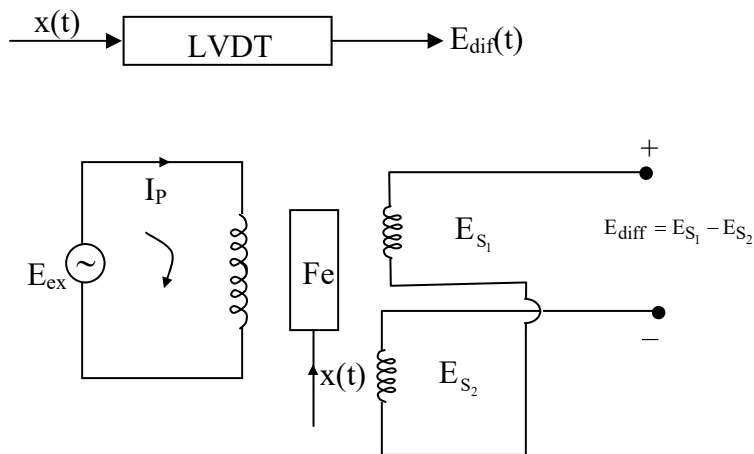 x(t) LVDT E_dif(t)
+
I_P
E_S₁ E_diff = E_S₁ − E_S₂
~
E_ex Fe
−
x(t) E_S₂